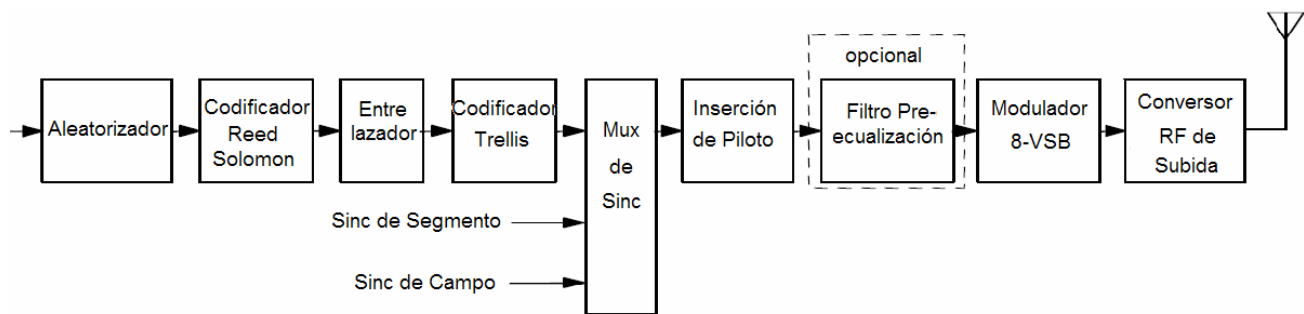 opcional
Aleatorizador
Codificador
Reed
Solomon
Entre
lazador
Codificador
Trellis
Mux
de
Sinc
Inserción
de Piloto
Filtro Pre-
ecualización
Modulador
8-VSB
Conversor
RF de
Subida
Sinc de Segmento
Sinc de Campo